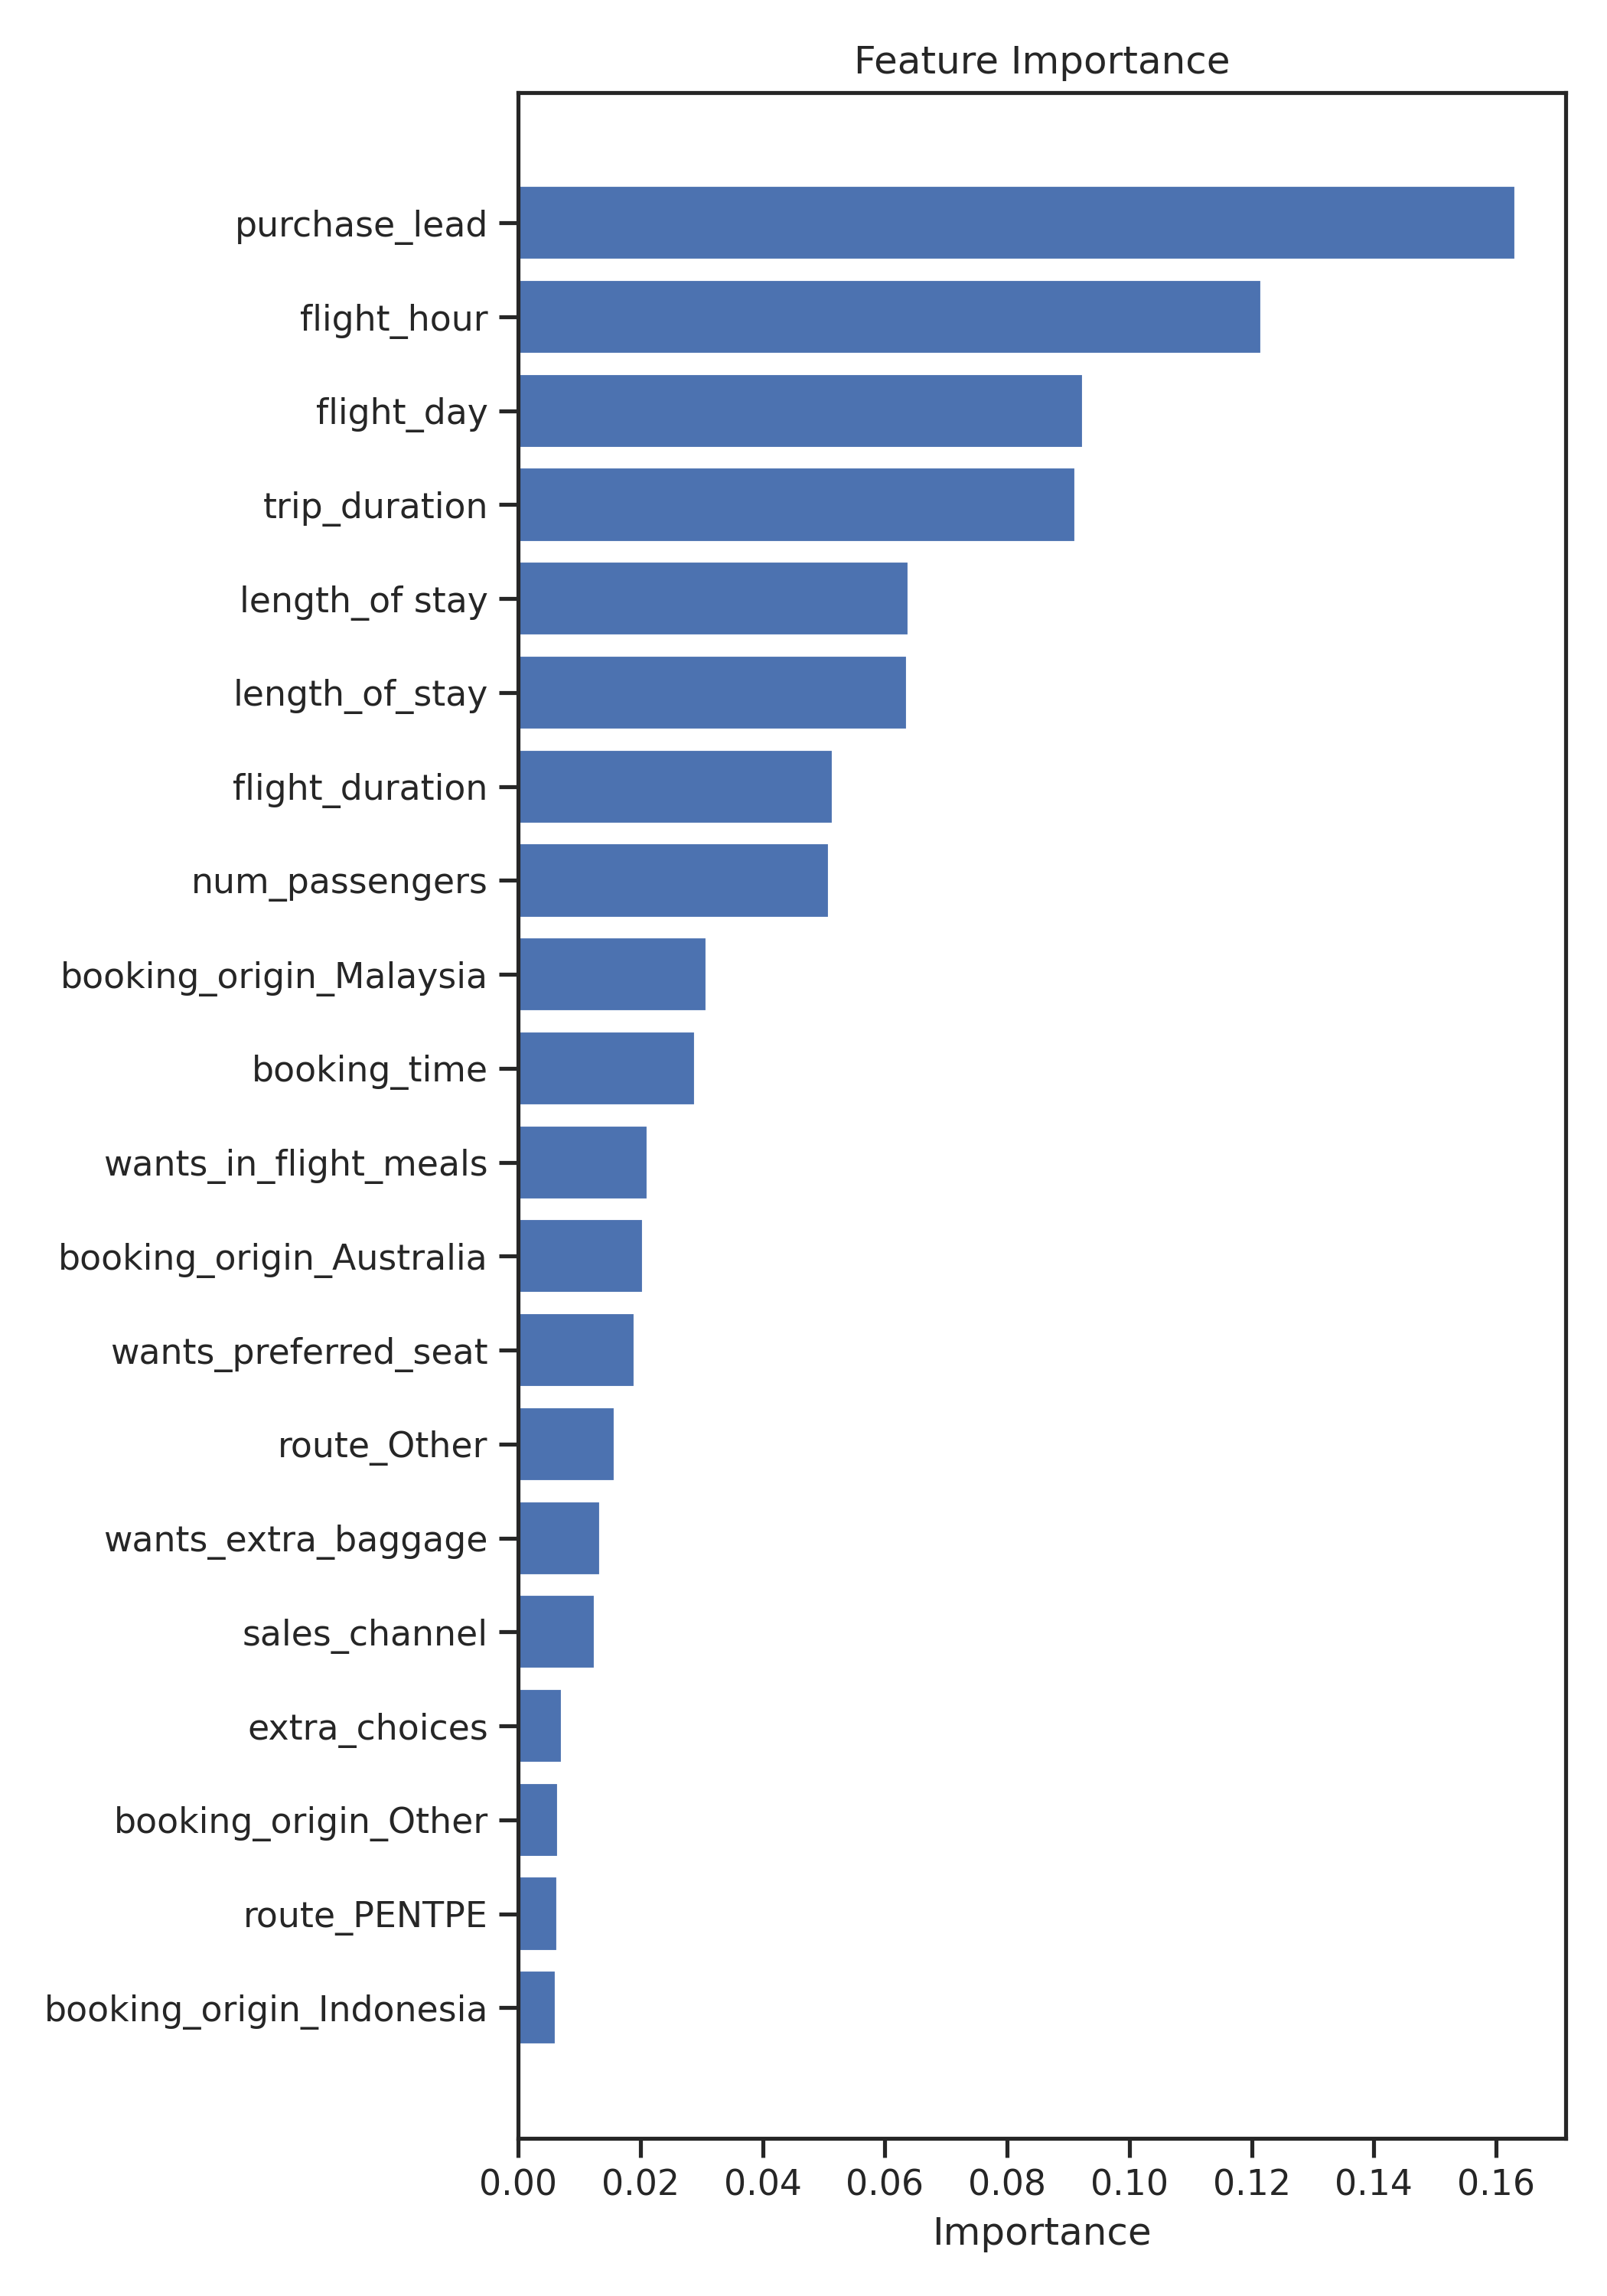 Feature Importance
purchase_lead
flight_hour
flight_day
trip_duration
length_of stay
length_of_stay
flight_duration
num_passengers
booking_origin_Malaysia
booking_time
wants_in_flight_meals
booking_origin_Australia
wants_preferred_seat
route_Other
wants_extra_baggage
sales_channel
extra_choices
booking_origin_Other
route_PENTPE
booking_origin_Indonesia
0.00 0.02 0.04 0.06 0.08 0.10 0.12 0.14 0.16
Importance